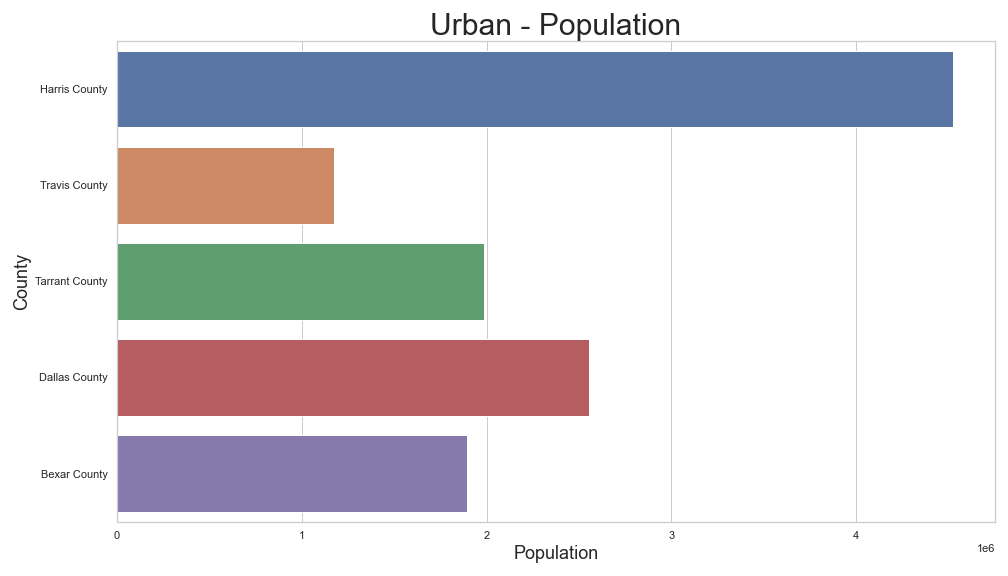 Urban - Population
Harris County
Travis County
Tarrant County
Dallas County
Bexar County
County
0 1 2 3 4
1e6
Population